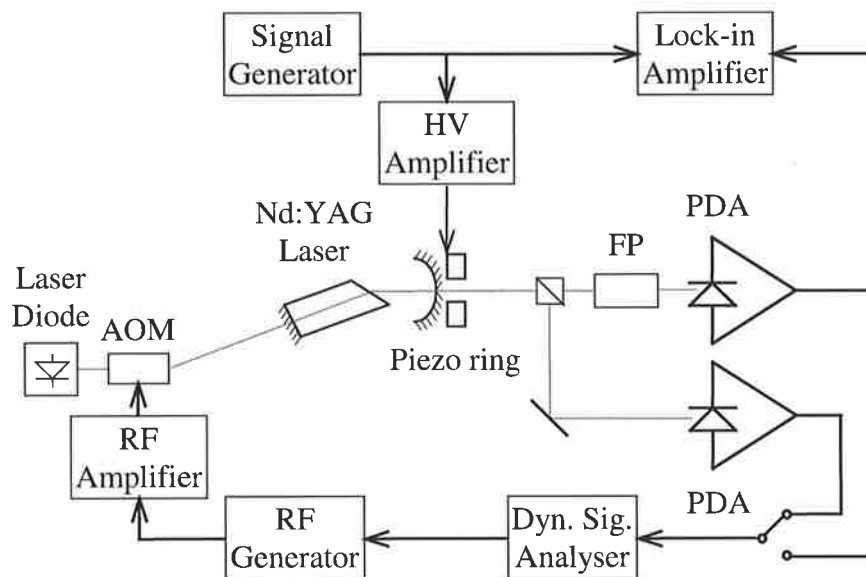 Signal
Generator
Lock-in
Amplifier
HV
Amplifier
Nd:YAG
Laser
PDA
FP
Laser
Diode
AOM
Piezo ring
RF
Amplifier
RF
Generator
Dyn. Sig.
Analyser
PDA